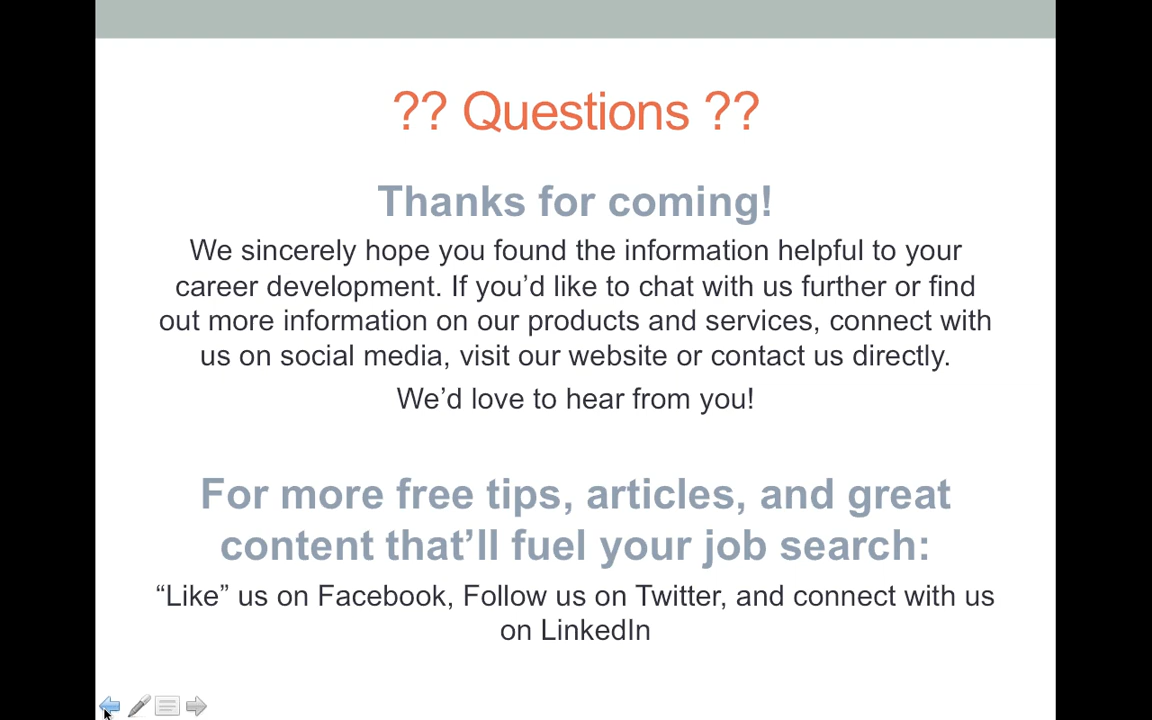 ?? Questions ??
Thanks for coming!
We sincerely hope you found the information helpful to your
career development. If you’d like to chat with us further or find
out more information on our products and services, connect with
us on social media, visit our website or contact us directly.
We’d love to hear from you!
For more free tips, articles, and great
content that’ll fuel your job search:
“Like” us on Facebook, Follow us on Twitter, and connect with us
on LinkedIn